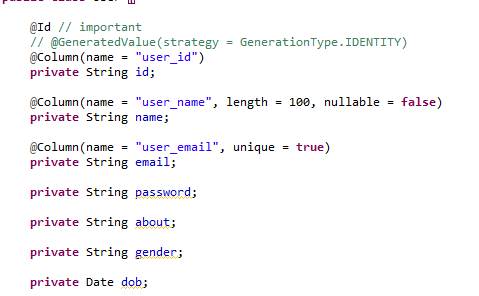 @Id // important
// @GeneratedValue(strategy = GenerationType.IDENTITY)
@Column(name = "user_id")
private String id;
@Column(name = "user_name", length = 100, nullable = false)
private String name;
@Column(name = "user_email", unique = true)
private String email;
private String password;
private String about;
private String gender;
private Date dob;